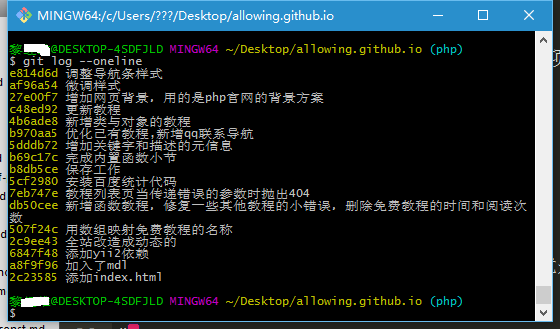 MINGW64:/c/Users/???/Desktop/allowing.github.io
黎@DESKTOP-4SDFJLD MINGW64 ~/Desktop/allowing.github.io (php)
$ git log --oneline
e814d6d 调整导航条样式
af96a54 微调样式
27e00f7 增加网页背景, 用的是php官网的背景方案
c48ed92 更新教程
4b6ade8 新增类与对象的教程
b970aa5 优化已有教程,新增qq联系导航
5dddb72 增加关键字和描述的元信息
b69c17c 完成内置函数小节
b8db5ce 保存工作
5cf2980 安装百度统计代码
7eb747e 教程列表页当传递错误的参数时抛出404
db50cee 新增函数教程, 修复一些其他教程的小错误, 删除免费教程的时间和阅读次
数
507f24c 用数组映射免费教程的名称
2c9ee43 全站改造成动态的
6847f48 添加yii2依赖
a8f9f96 加入了mdl
2c23585 添加index.html
黎@DESKTOP-4SDFJLD MINGW64 ~/Desktop/allowing.github.io (php)
$